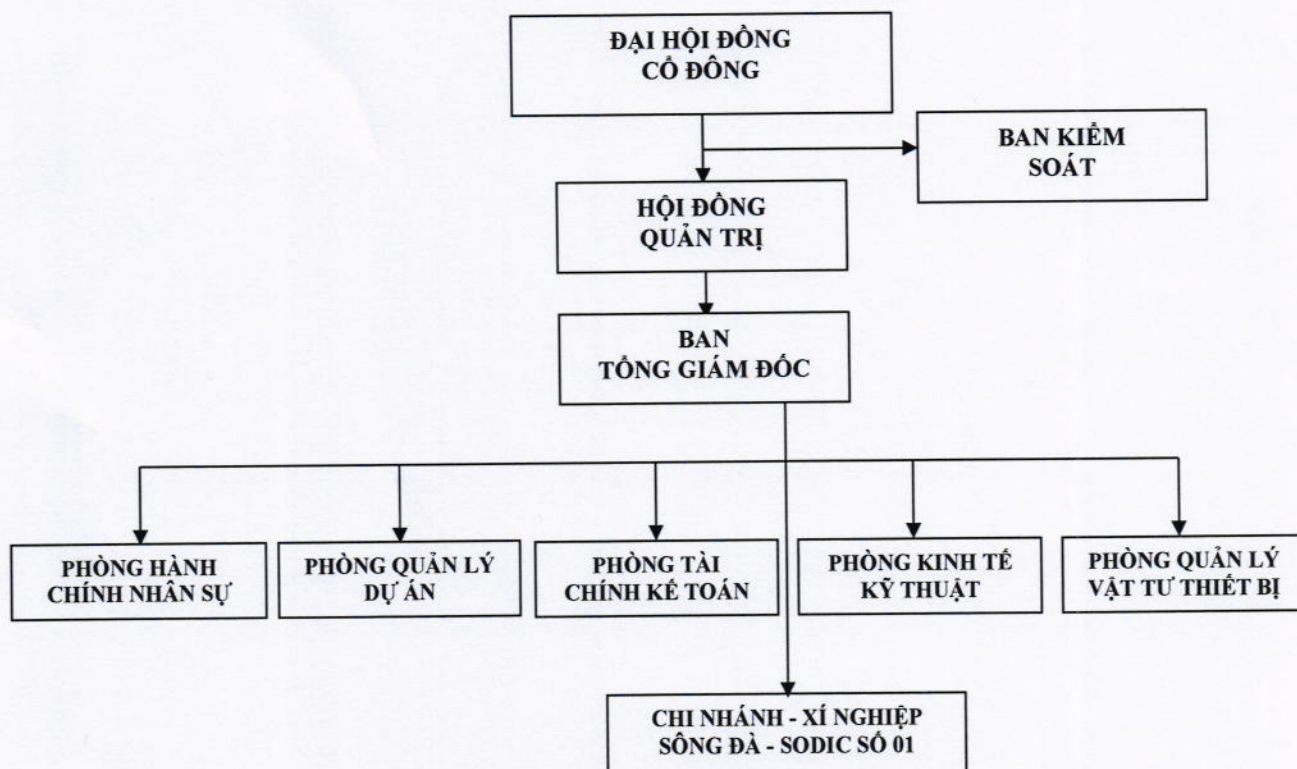 ĐẠI HỘI ĐỒNG
CỔ ĐÔNG
BAN KIỂM
SOÁT
HỘI ĐỒNG
QUẢN TRỊ
BAN
TỔNG GIÁM ĐỐC
PHÒNG HÀNH
CHÍNH NHÂN SỰ
PHÒNG QUẢN LÝ
DỰ ÁN
PHÒNG TÀI
CHÍNH KẾ TOÁN
PHÒNG KINH TẾ
KỸ THUẬT
PHÒNG QUẢN LÝ
VẬT TƯ THIẾT BỊ
CHI NHÁNH - XÍ NGHIỆP
SÔNG ĐÀ - SODIC SỐ 01